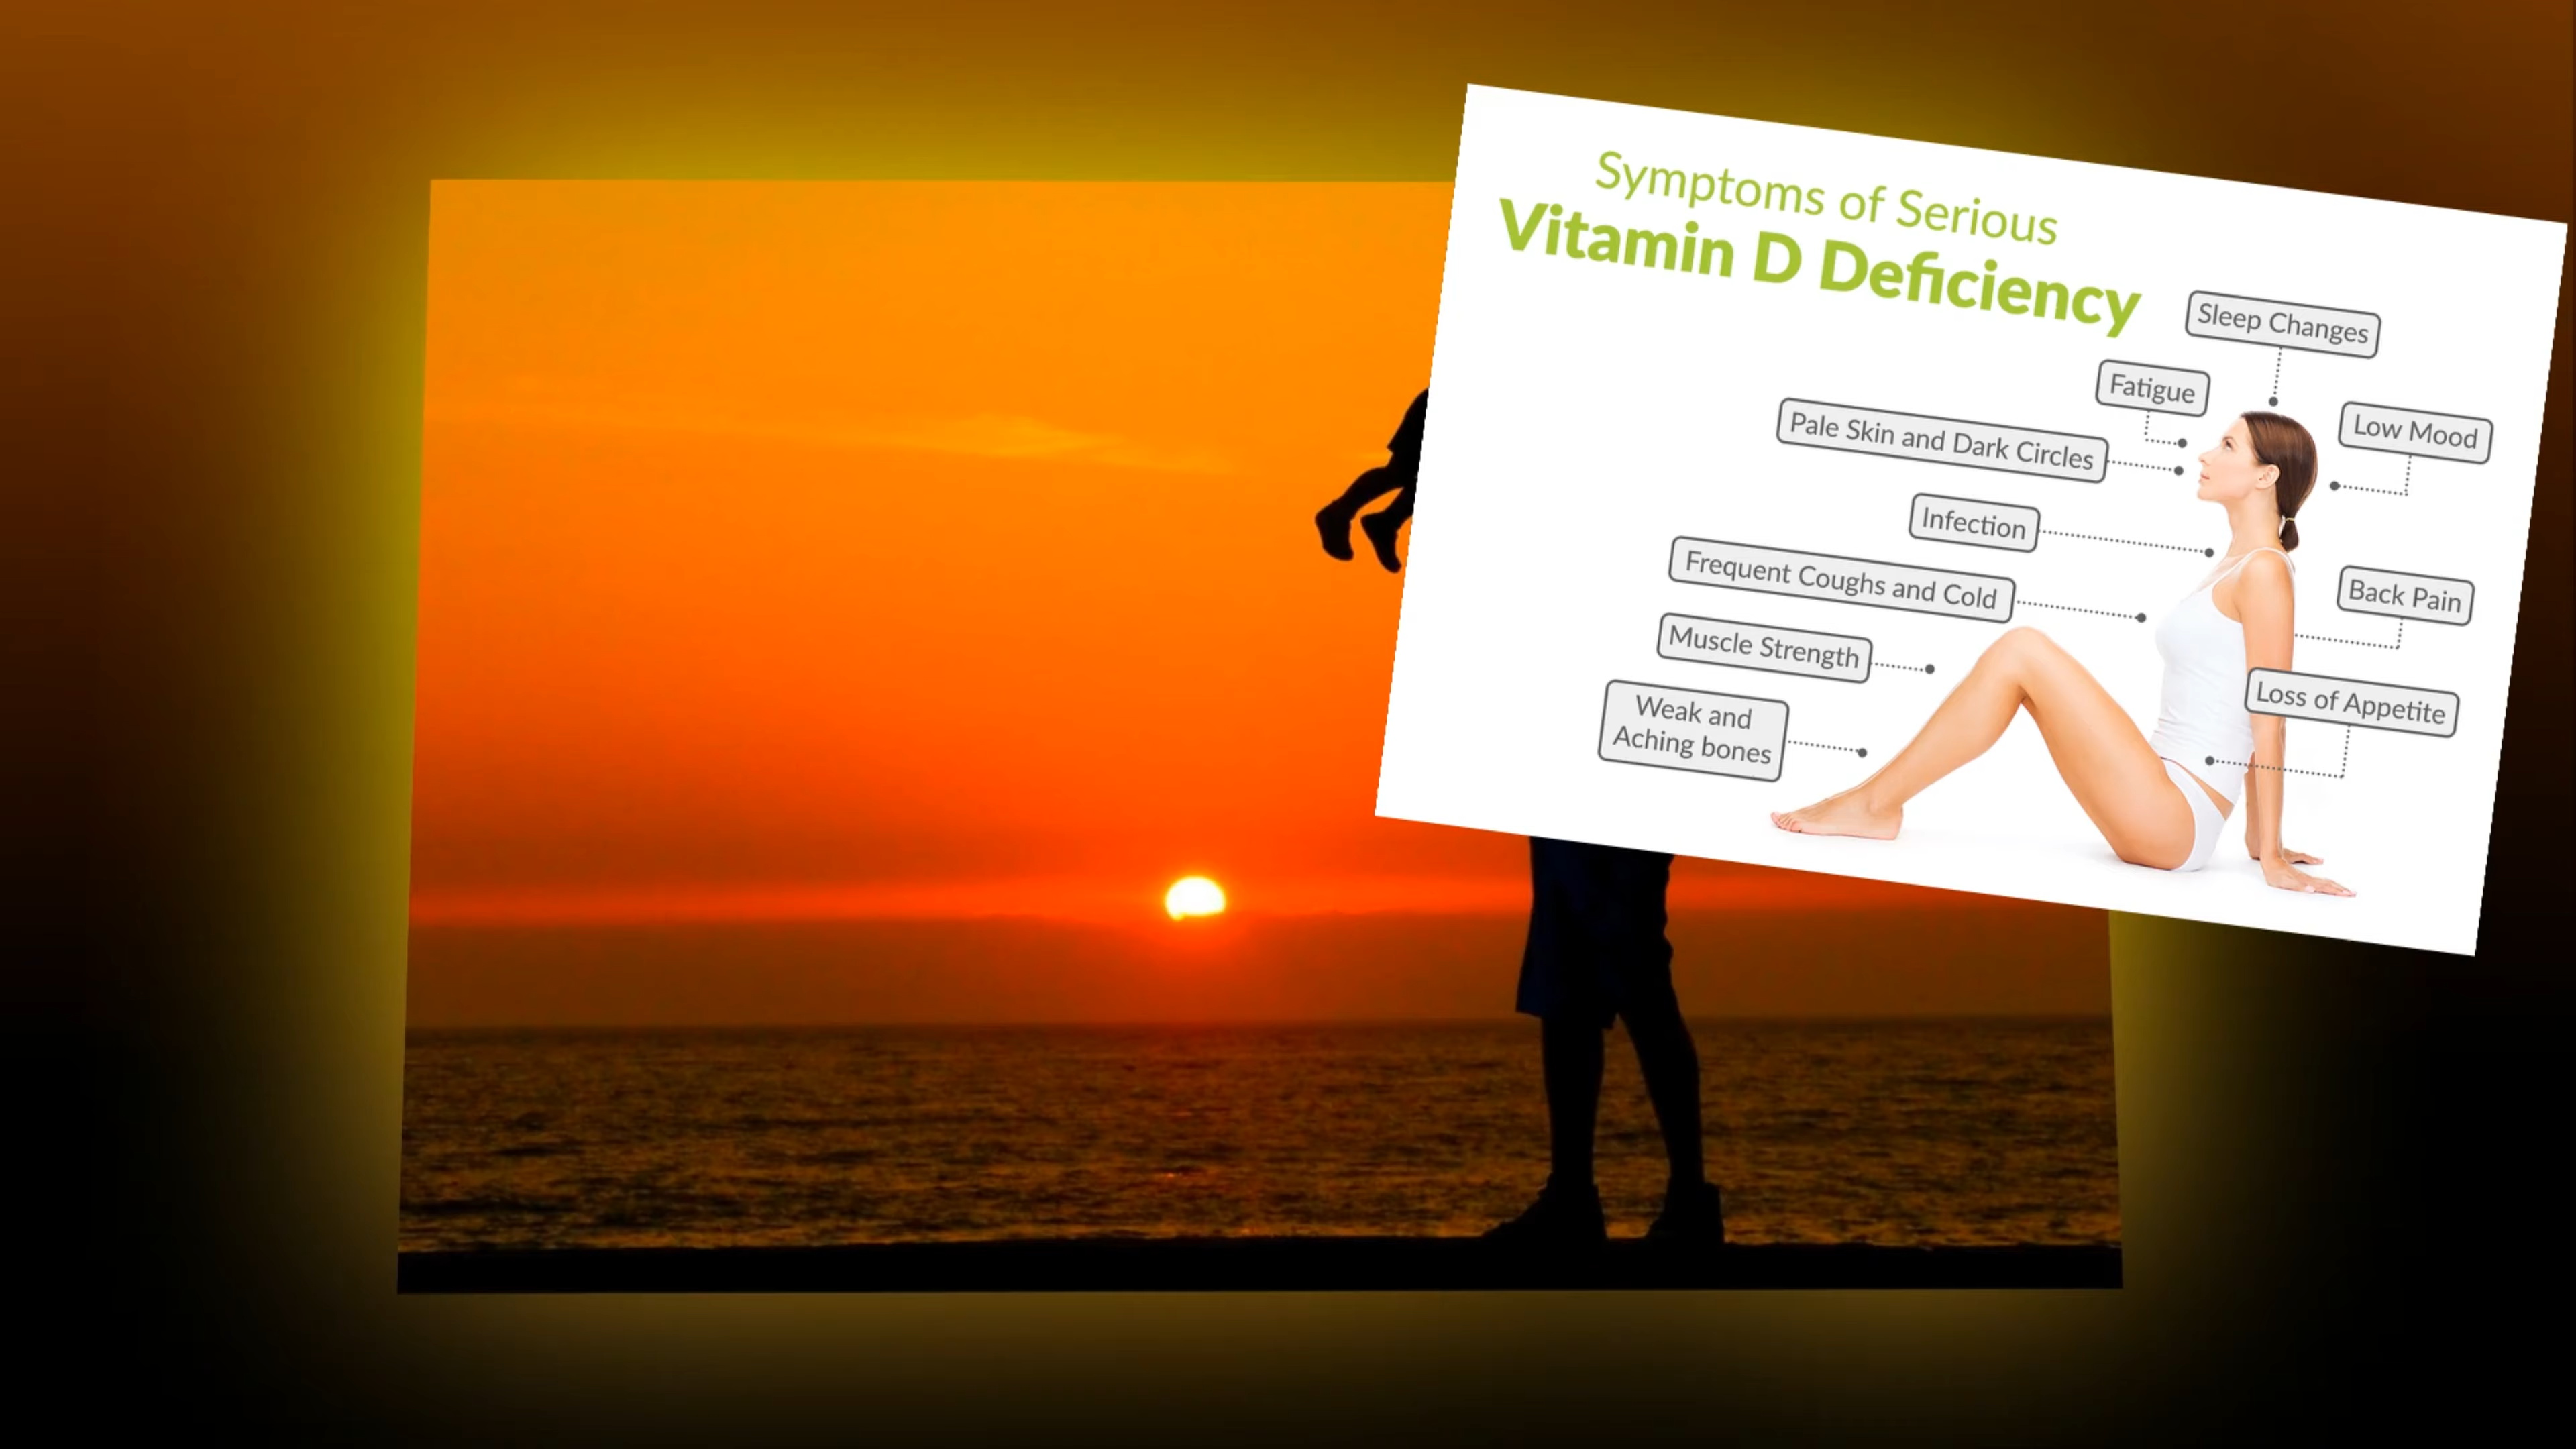 Symptoms of Serious
Vitamin D Deficiency
Sleep Changes
Fatigue
Low Mood
Pale Skin and Dark Circles
Infection
Frequent Coughs and Cold
Back Pain
Muscle Strength
Loss of Appetite
Weak and
Aching bones